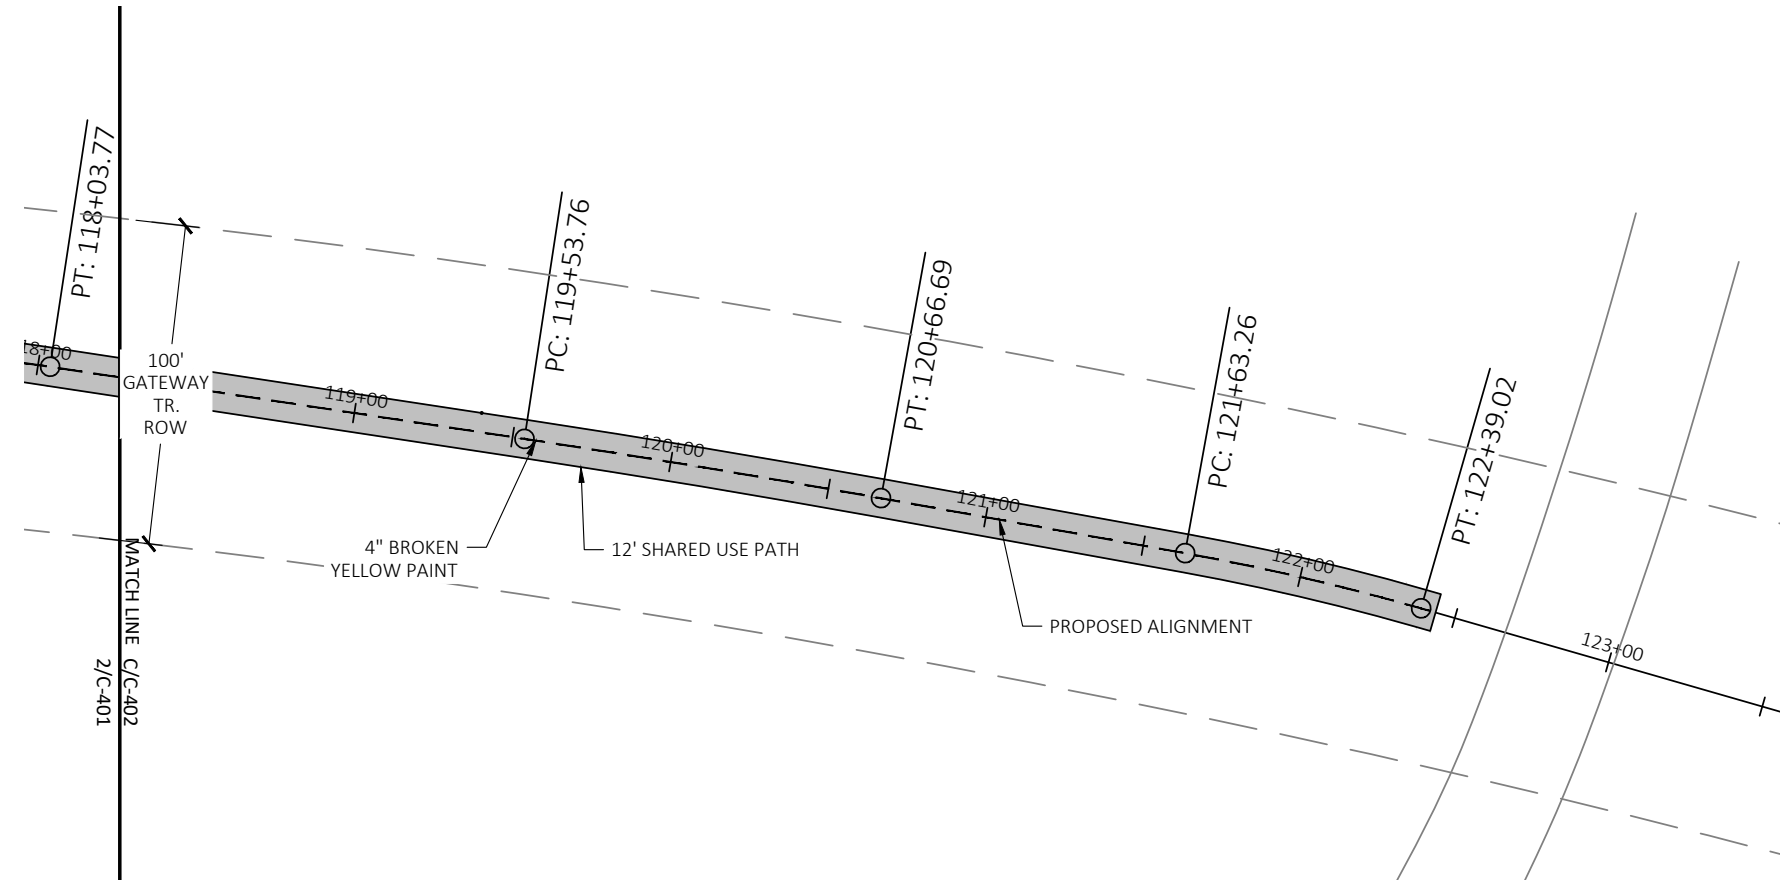 PT: 118+03.77
PC: 119+53.76
PT: 120+66.69
PC: 121+63.26
PT: 122+39.02
18+00
119+00
120+00
121+00
122+00
123+00
100'
GATEWAY
TR.
ROW
4" BROKEN
YELLOW PAINT
12' SHARED USE PATH
PROPOSED ALIGNMENT
MATCH LINE C/C-402
2/C-401